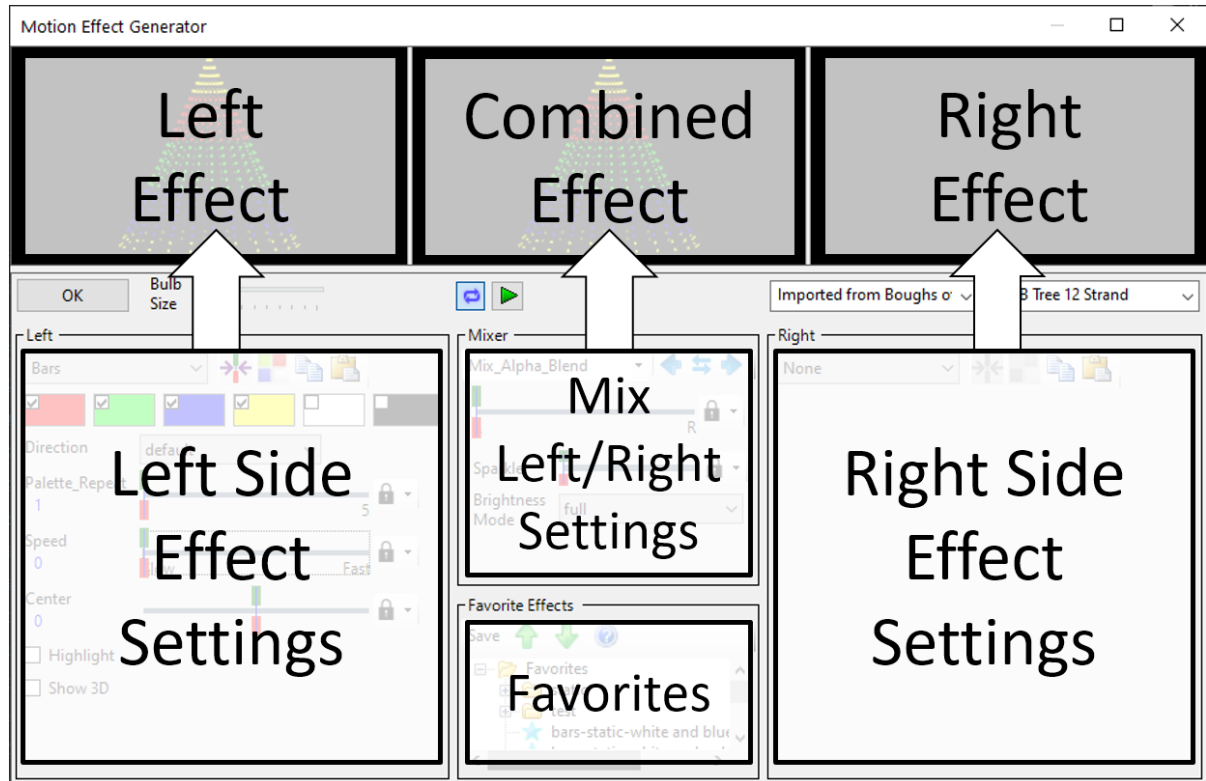 Motion Effect Generator
Left
Effect
Combined
Effect
Right
Effect
OK
Bulb
Size
Imported from Boughs o
B Tree 12 Strand
Left
Bars
Direction
default
Palette_Repeat
1
5
Speed
0
Fast
Center
0
Highlight
Show 3D
Left Side
Effect
Settings
Mixer
Mix_Alpha_Blend
R
Sparkle
Brightness
Mode
full
Mix
Left/Right
Settings
Favorite Effects
Save
Favorites
test
bars-static-white and blue
Favorites
Right
None
Right Side
Effect
Settings